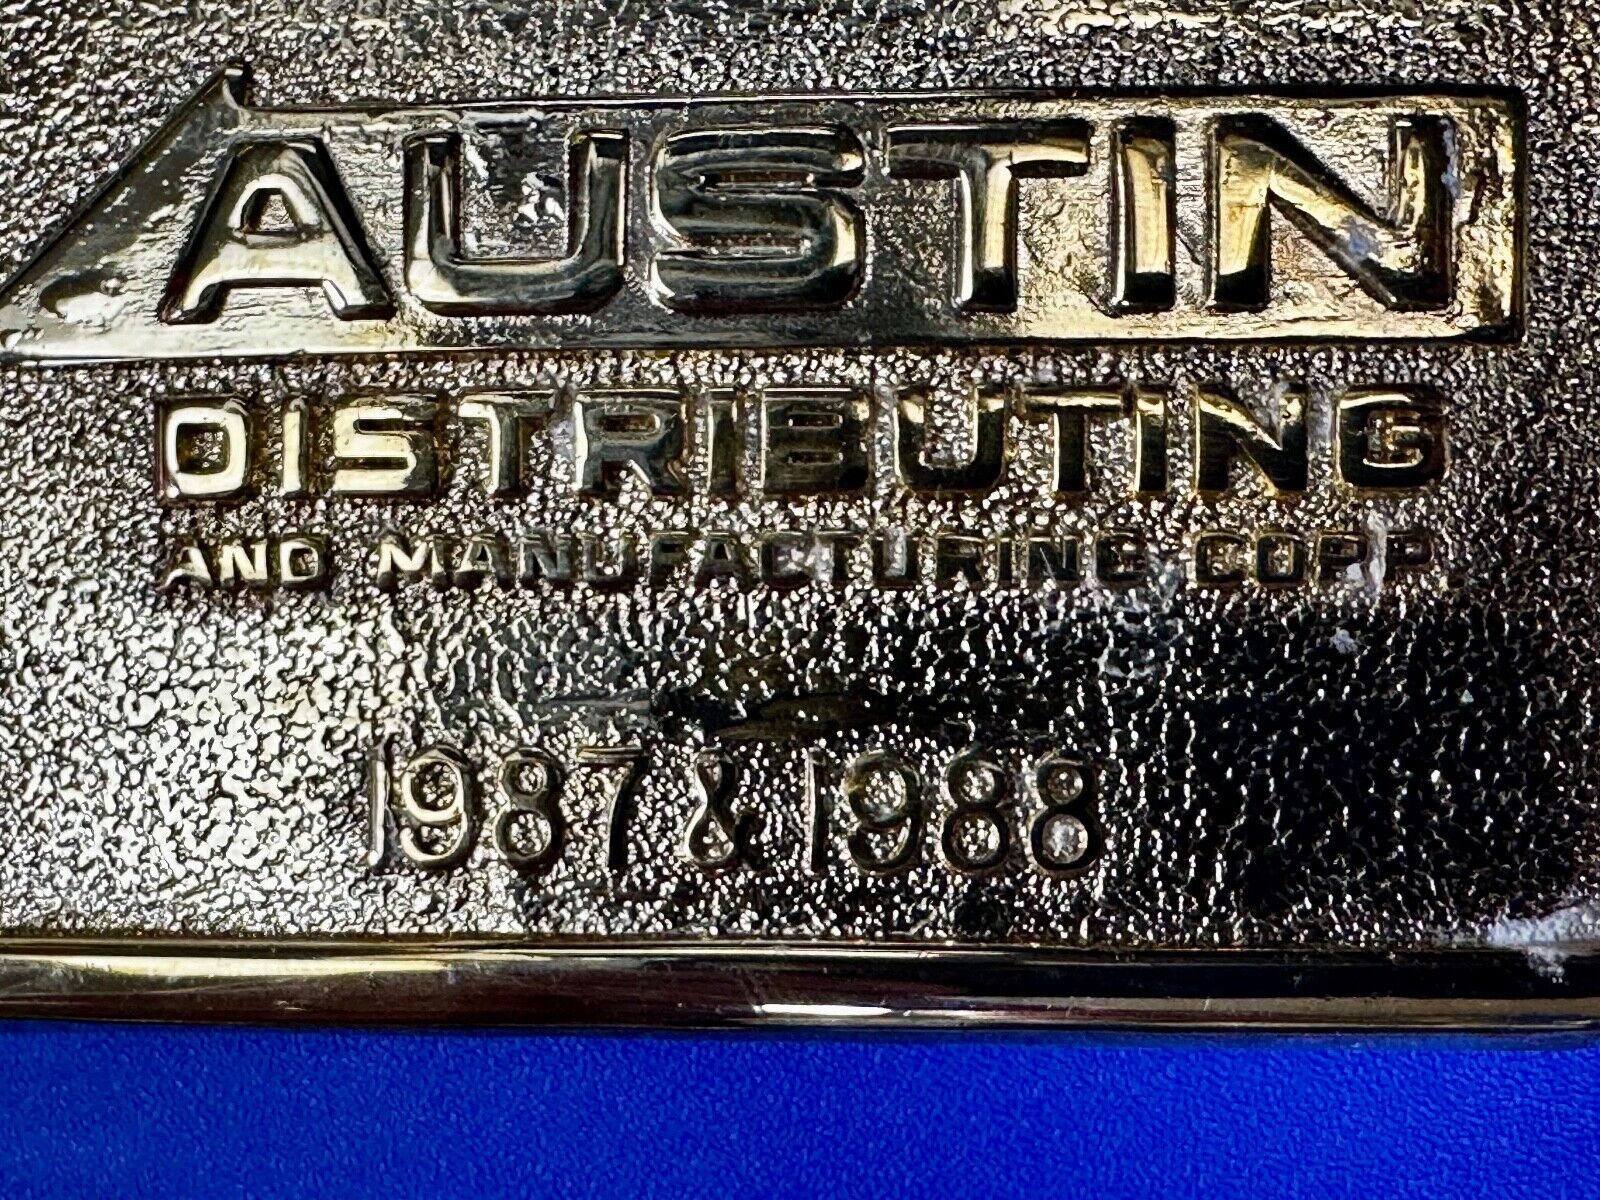 AUSTIN
DISTRIBUTING
AND MANUFACTURING CORP.
1987 & 1988